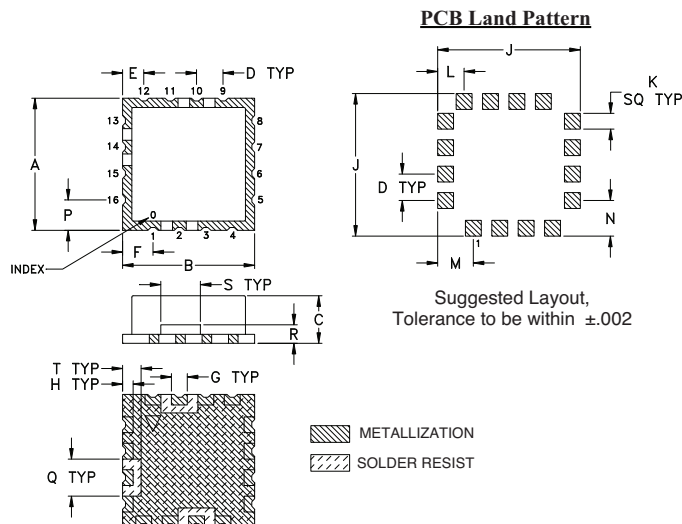 PCB Land Pattern
E
D TYP
12 11 10 9
A
13
14
15
16
8
7
6
5
P
0
1 2 3 4
INDEX
F
B
J
L
K
SQ TYP
J
D TYP
N
1
M
Suggested Layout,
Tolerance to be within ±.002
S TYP
C
R
T TYP
H TYP
G TYP
Q TYP
METALLIZATION
SOLDER RESIST